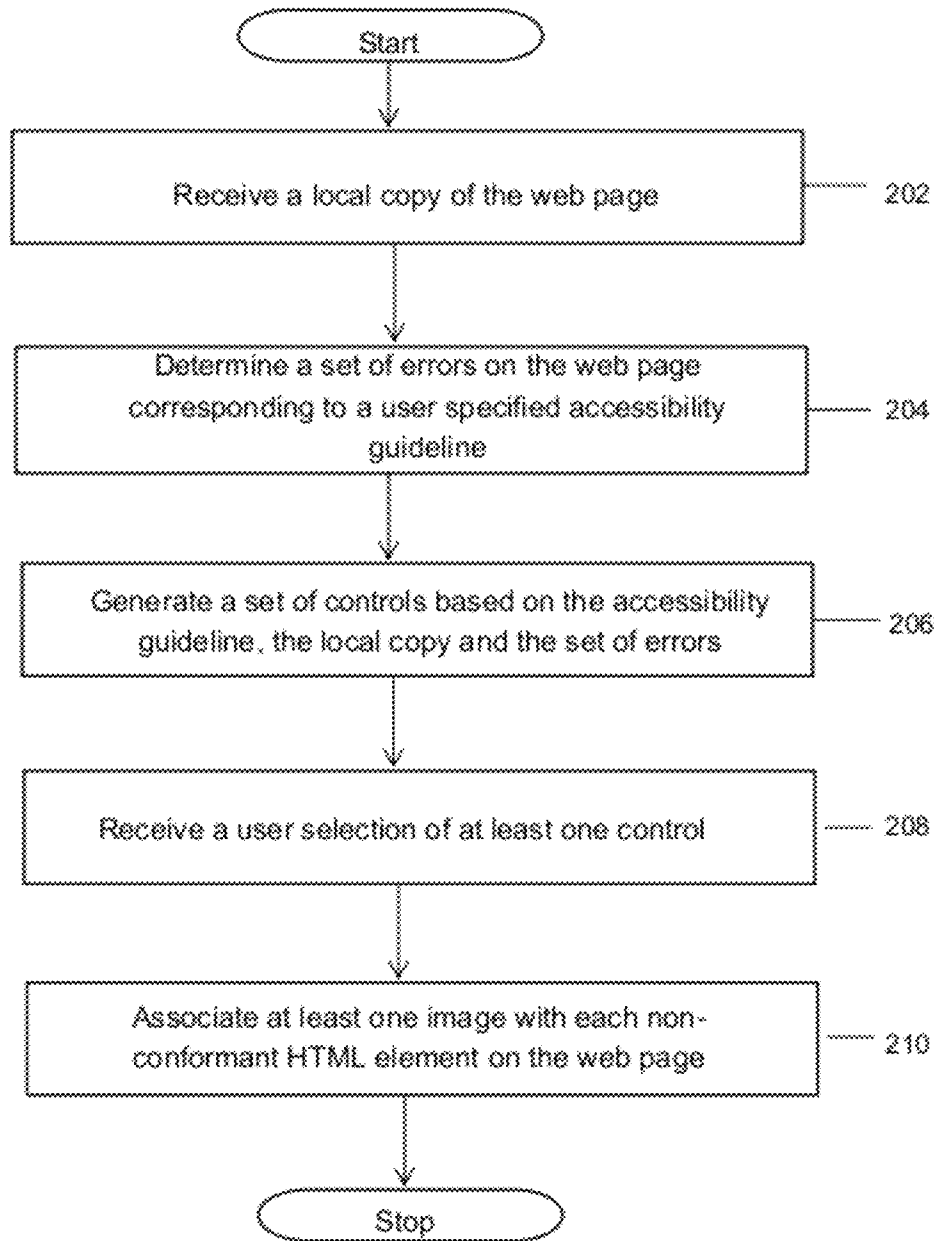 Start
Receive a local copy of the web page
202
Determine a set of errors on the web page
corresponding to a user specified accessibility
guideline
204
Generate a set of controls based on the accessibility
guideline, the local copy and the set of errors
206
Receive a user selection of at least one control
208
Associate at least one image with each non-
conformant HTML element on the web page
210
Stop